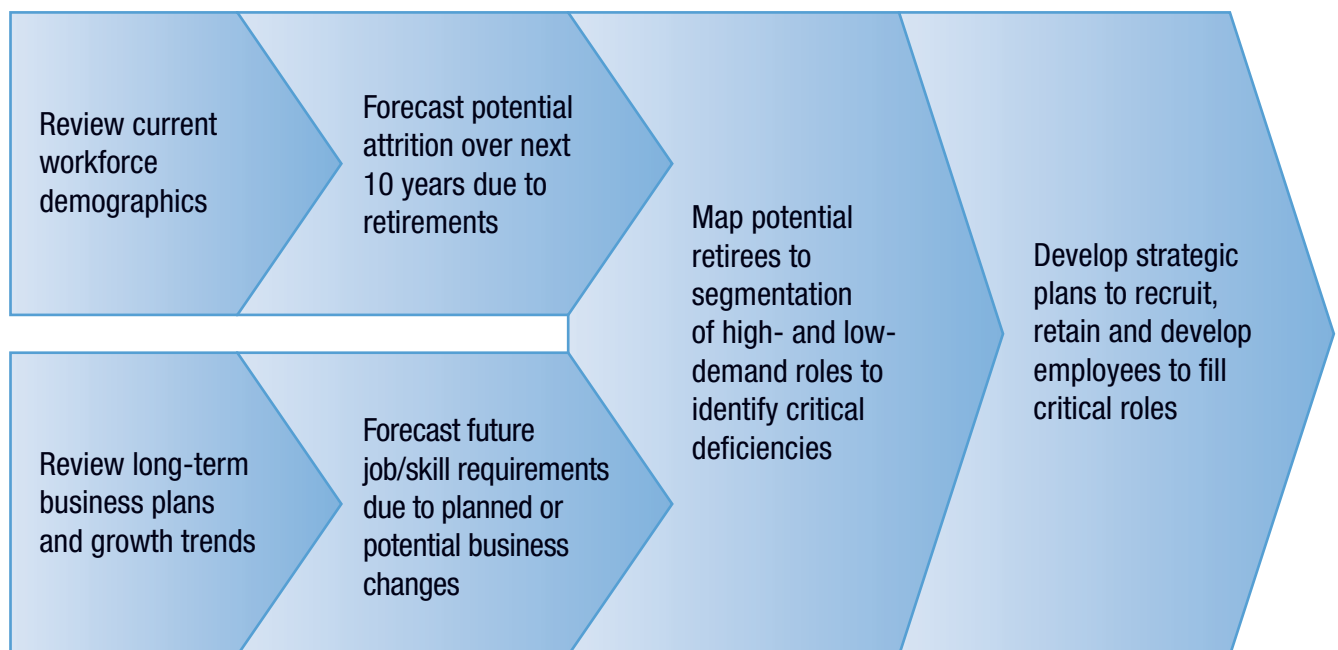 Review current
workforce
demographics
Forecast potential
attrition over next
10 years due to
retirements
Review long-term
business plans
and growth trends
Forecast future
job/skill requirements
due to planned or
potential business
changes
Map potential
retirees to
segmentation
of high- and low-
demand roles to
identify critical
deficiencies
Develop strategic
plans to recruit,
retain and develop
employees to fill
critical roles